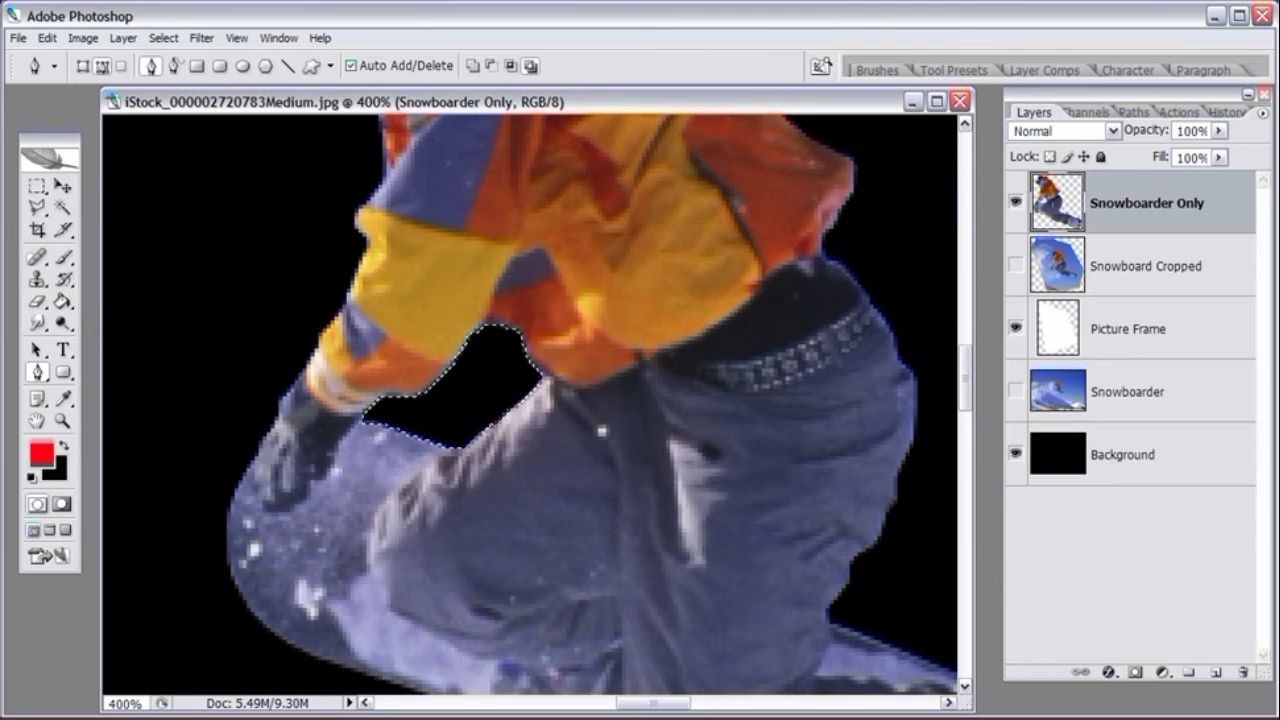 Adobe Photoshop
File Edit Image Layer Select Filter View Window Help
Auto Add/Delete
Brushes Tool Presets Layer Comps Character Paragraph
iStock_000002720783Medium.jpg @ 400% (Snowboarder Only, RGB/8)
Layers Channels Paths Actions History
Normal Opacity: 100%
Lock: Fill: 100%
Snowboarder Only
Snowboard Cropped
Picture Frame
Snowboarder
Background
400% Doc: 5.49M/9.30M